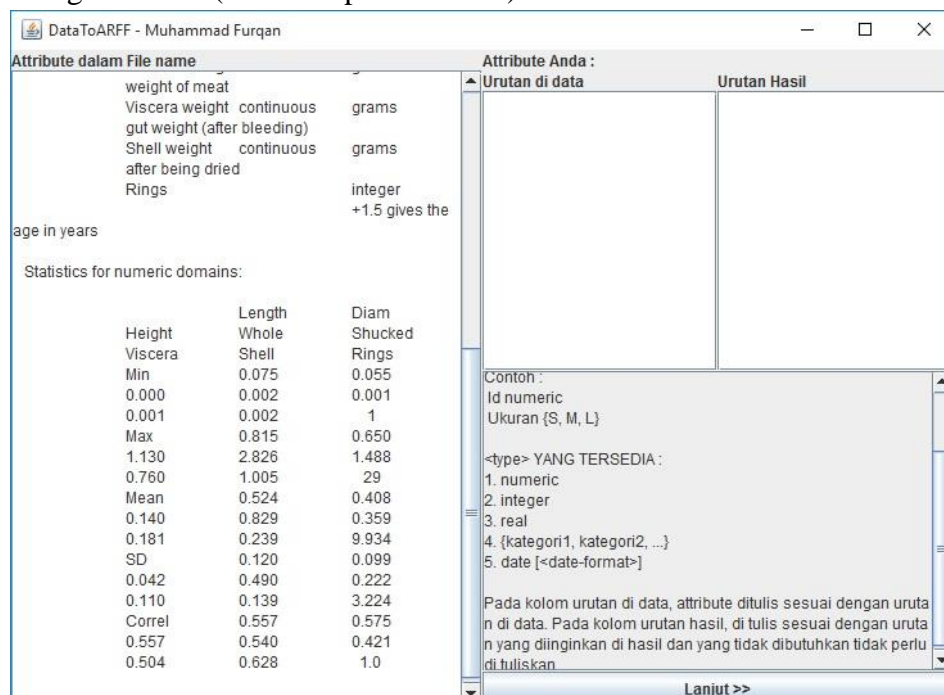 DataToARFF - Muhammad Furqan
Attribute dalam File name
weight of meat
Viscera weight continuous grams
gut weight (after bleeding)
Shell weight continuous grams
after being dried
Rings integer
+1.5 gives the
age in years
Statistics for numeric domains:
Length Diam
Height Whole Shucked
Viscera Shell Rings
Min 0.075 0.055
0.000 0.002 0.001
0.001 0.002 1
Max 0.815 0.650
1.130 2.826 1.488
0.760 1.005 29
Mean 0.524 0.408
0.140 0.829 0.359
0.181 0.239 9.934
SD 0.120 0.099
0.042 0.490 0.222
0.110 0.139 3.224
Correl 0.557 0.575
0.557 0.540 0.421
0.504 0.628 1.0
Attribute Anda :
Urutan di data Urutan Hasil
Contoh :
Id numeric
Ukuran {S, M, L}
<type> YANG TERSEDIA :
1. numeric
2. integer
3. real
4. {kategori1, kategori2, ...}
5. date [<date-format>]
Pada kolom urutan di data, attribute ditulis sesuai dengan uruta
n di data. Pada kolom urutan hasil, di tulis sesuai dengan uruta
n yang diinginkan di hasil dan yang tidak dibutuhkan tidak perlu
di tuliskan
Lanjut >>